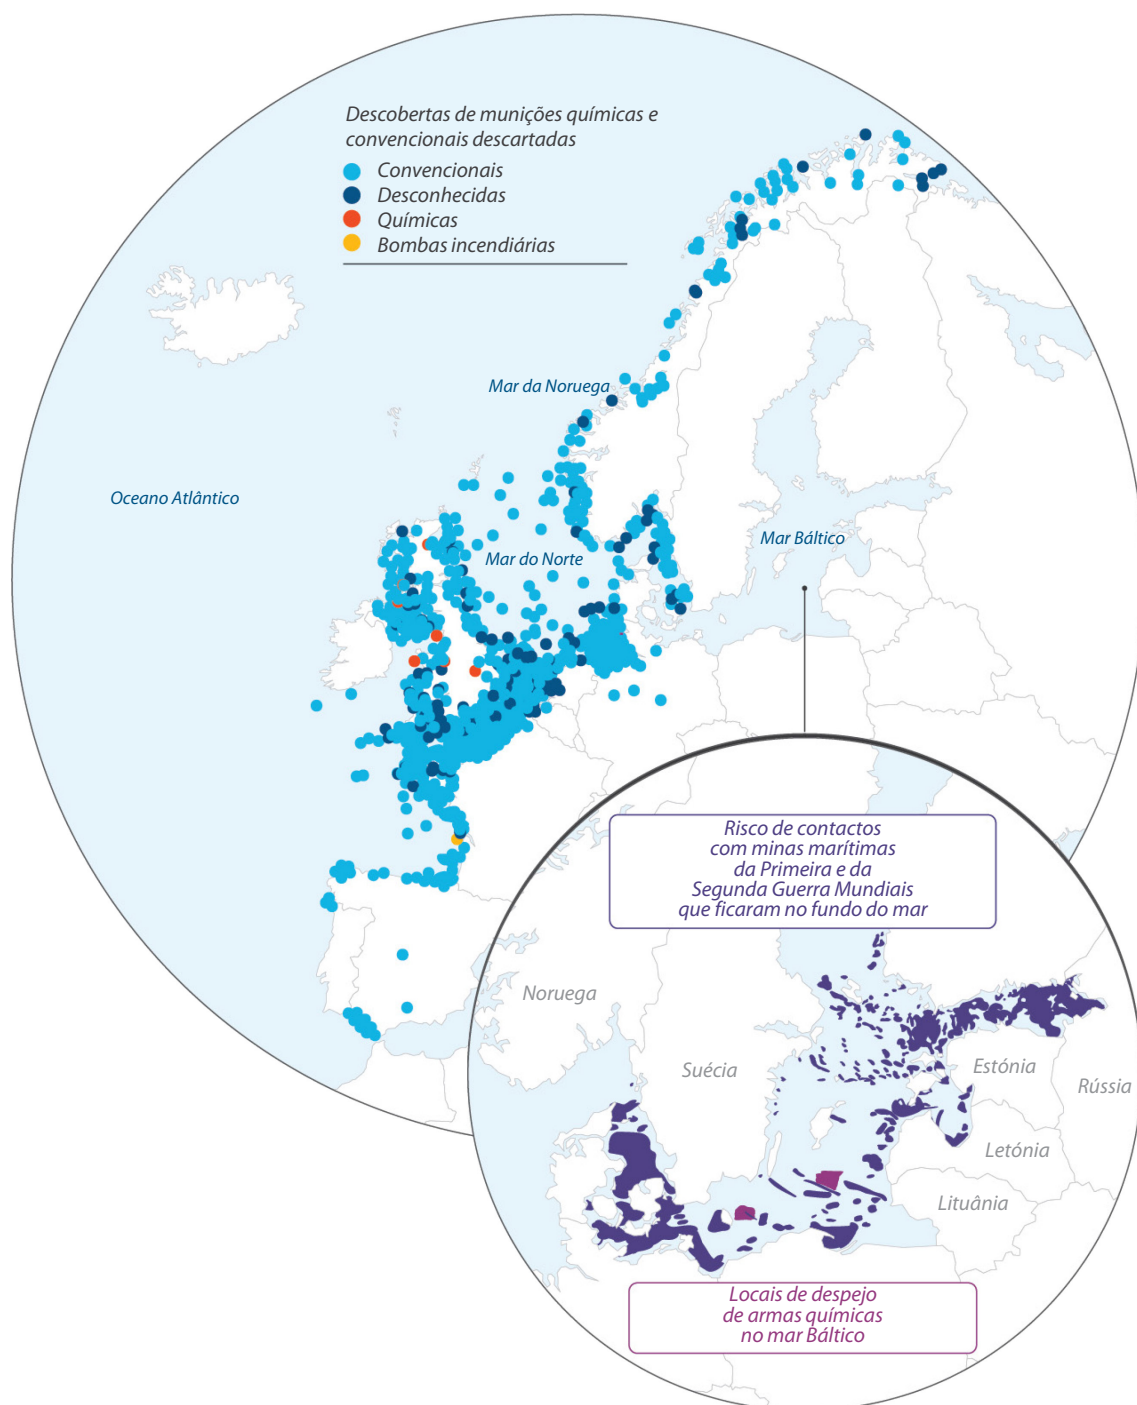 Descobertas de munições químicas e
convencionais descartadas
Convencionais
Desconhecidas
Químicas
Bombas incendiárias
Mar da Noruega
Oceano Atlântico
Mar do Norte
Mar Báltico
Risco de contactos
com minas marítimas
da Primeira e da
Segunda Guerra Mundiais
que ficaram no fundo do mar
Noruega
Suécia
Estónia
Rússia
Letónia
Lituânia
Locais de despejo
de armas químicas
no mar Báltico